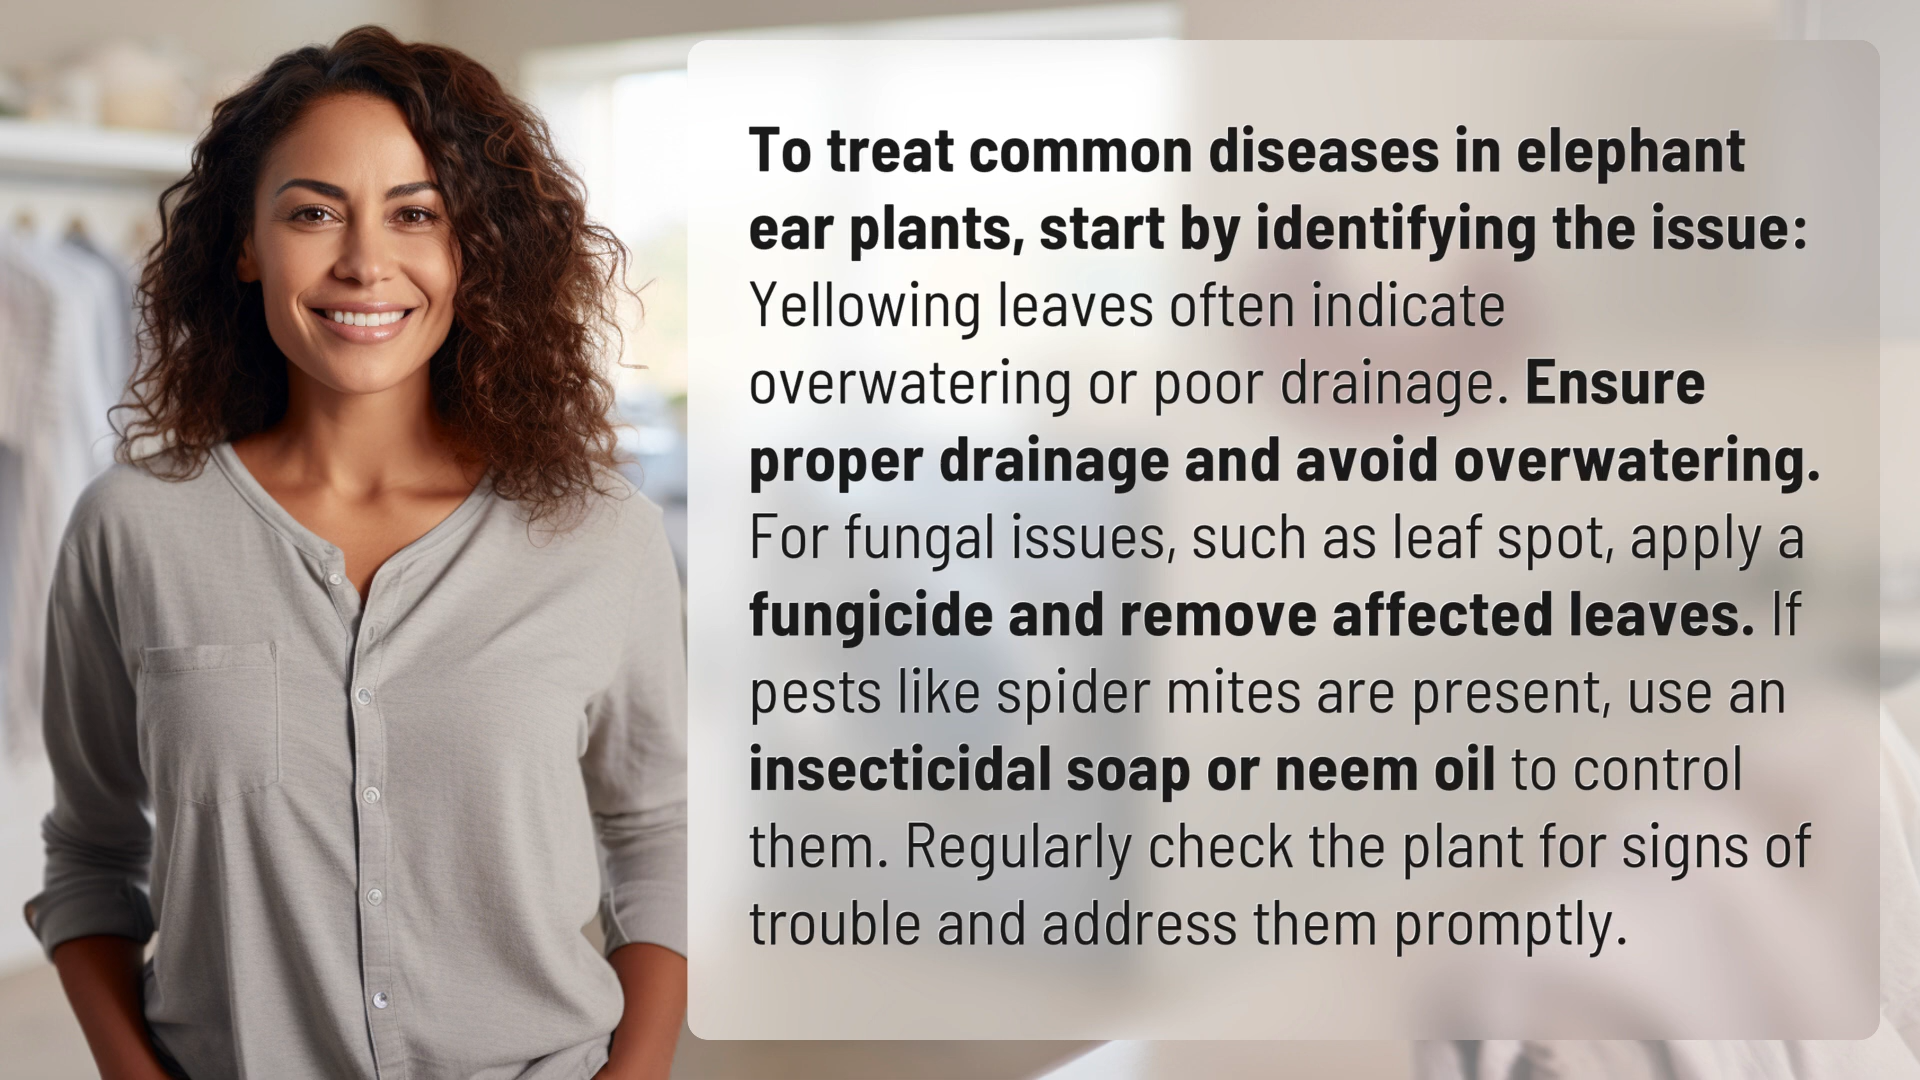 To treat common diseases in elephant
ear plants, start by identifying the issue:
Yellowing leaves often indicate
overwatering or poor drainage. Ensure
proper drainage and avoid overwatering.
For fungal issues, such as leaf spot, apply a
fungicide and remove affected leaves. If
pests like spider mites are present, use an
insecticidal soap or neem oil to control
them. Regularly check the plant for signs of
trouble and address them promptly.